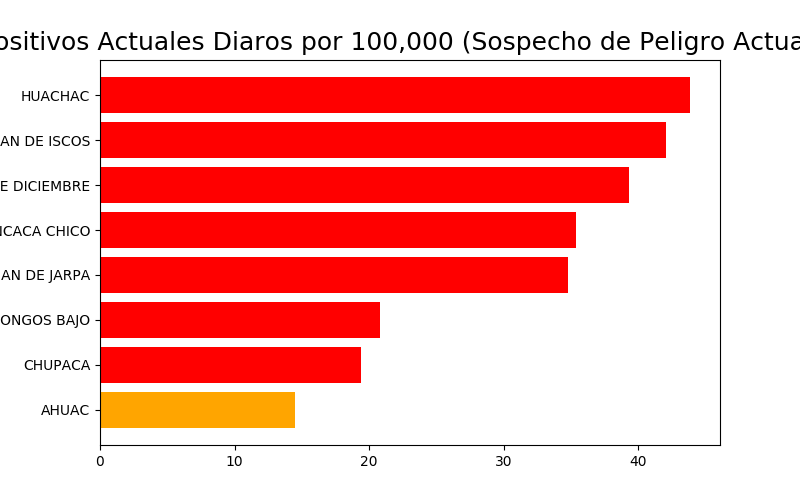 ositivos Actuales Diaros por 100,000 (Sospecho de Peligro Actua
HUACHAC
AN DE ISCOS
E DICIEMBRE
NCACA CHICO
AN DE JARPA
ONGOS BAJO
CHUPACA
AHUAC
0 10 20 30 40